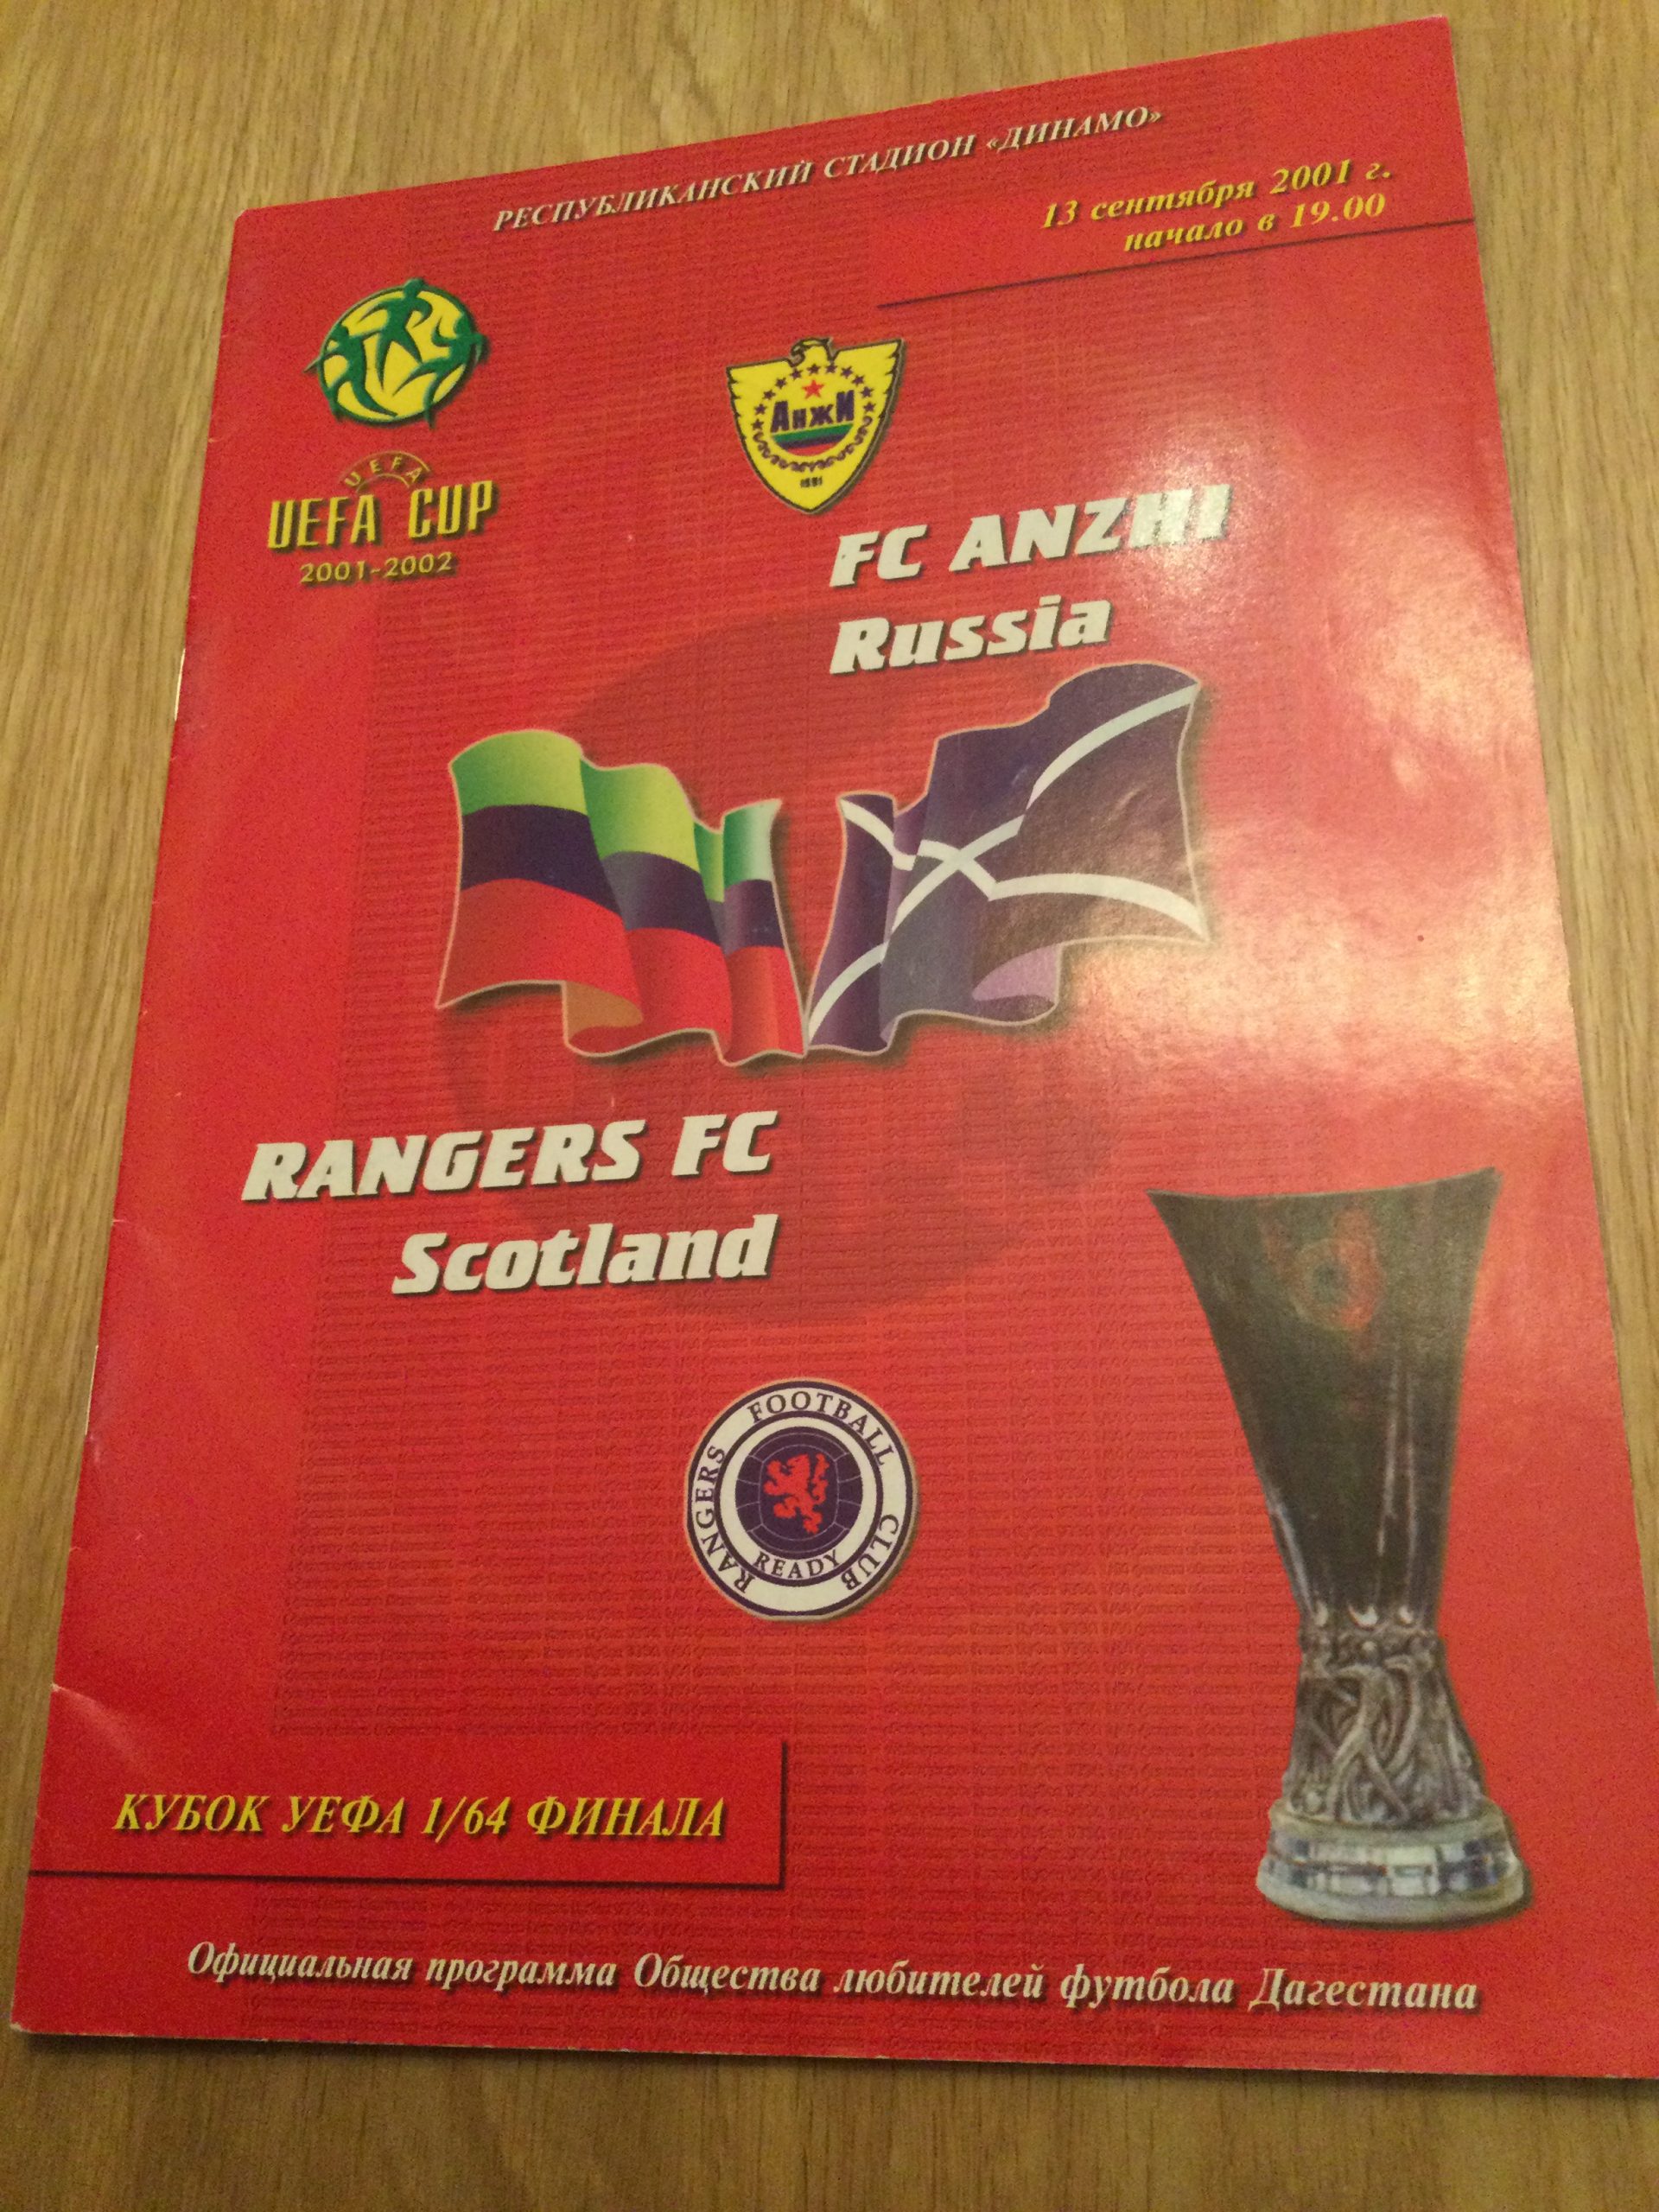 РЕСПУБЛИКАНСКИЙ СТАДИОН «ДИНАМО»
13 сентября 2001 г.
начало в 19.00
UEFA
UEFA CUP
2001-2002
АнжИ
1991
FC ANZHI
Russia
RANGERS FC
Scotland
RANGERS FOOTBALL CLUB
READY
КУБОК УЕФА 1/64 ФИНАЛА
Официальная программа Общества любителей футбола Дагестана